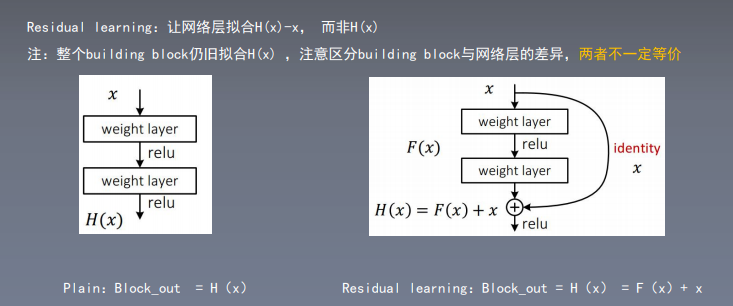 Residual learning：让网络层拟合H(x)-x， 而非H(x)
注：整个building block仍旧拟合H(x) ，注意区分building block与网络层的差异，两者不一定等价
x
weight layer
relu
weight layer
relu
H(x)
x
weight layer
F(x)
relu
identity
x
weight layer
H(x) = F(x) + x
relu
Plain：Block_out = H（x）
Residual learning：Block_out = H（x） = F（x）+ x